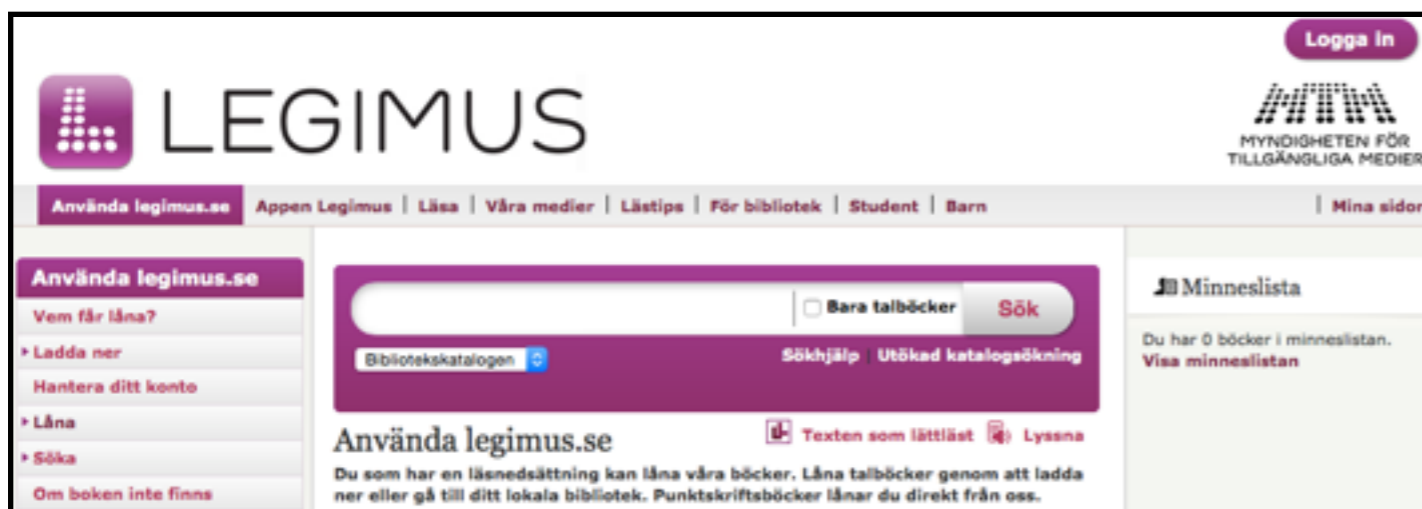 Logga in
LEGIMUS
MTM
MYNDIGHETEN FÖR
TILLGÄNGLIGA MEDIER
Använda legimus.se Appen Legimus | Läsa | Våra medier | Lästips | För bibliotek | Student | Barn | Mina sidor
Använda legimus.se
Vem får låna?
Ladda ner
Hantera ditt konto
Låna
Söka
Om boken inte finns
Bara talböcker Sök
Bibliotekskatalogen Sökhjälp | Utökad katalogsökning
Använda legimus.se Texten som lättläst Lyssna
Du som har en läsnedsättning kan låna våra böcker. Låna talböcker genom att ladda
ner eller gå till ditt lokala bibliotek. Punktskriftsböcker lånar du direkt från oss.
Minneslista
Du har 0 böcker i minneslistan.
Visa minneslistan